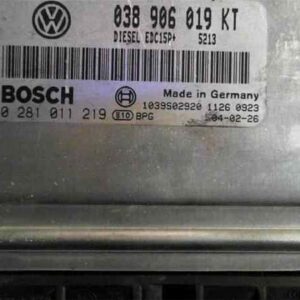 038 906 019 KT
DIESEL EDC15P+ 5213
BOSCH
Made in Germany
1039S02920 1126 0923
0 281 011 219 E10 BPG
04-02-26